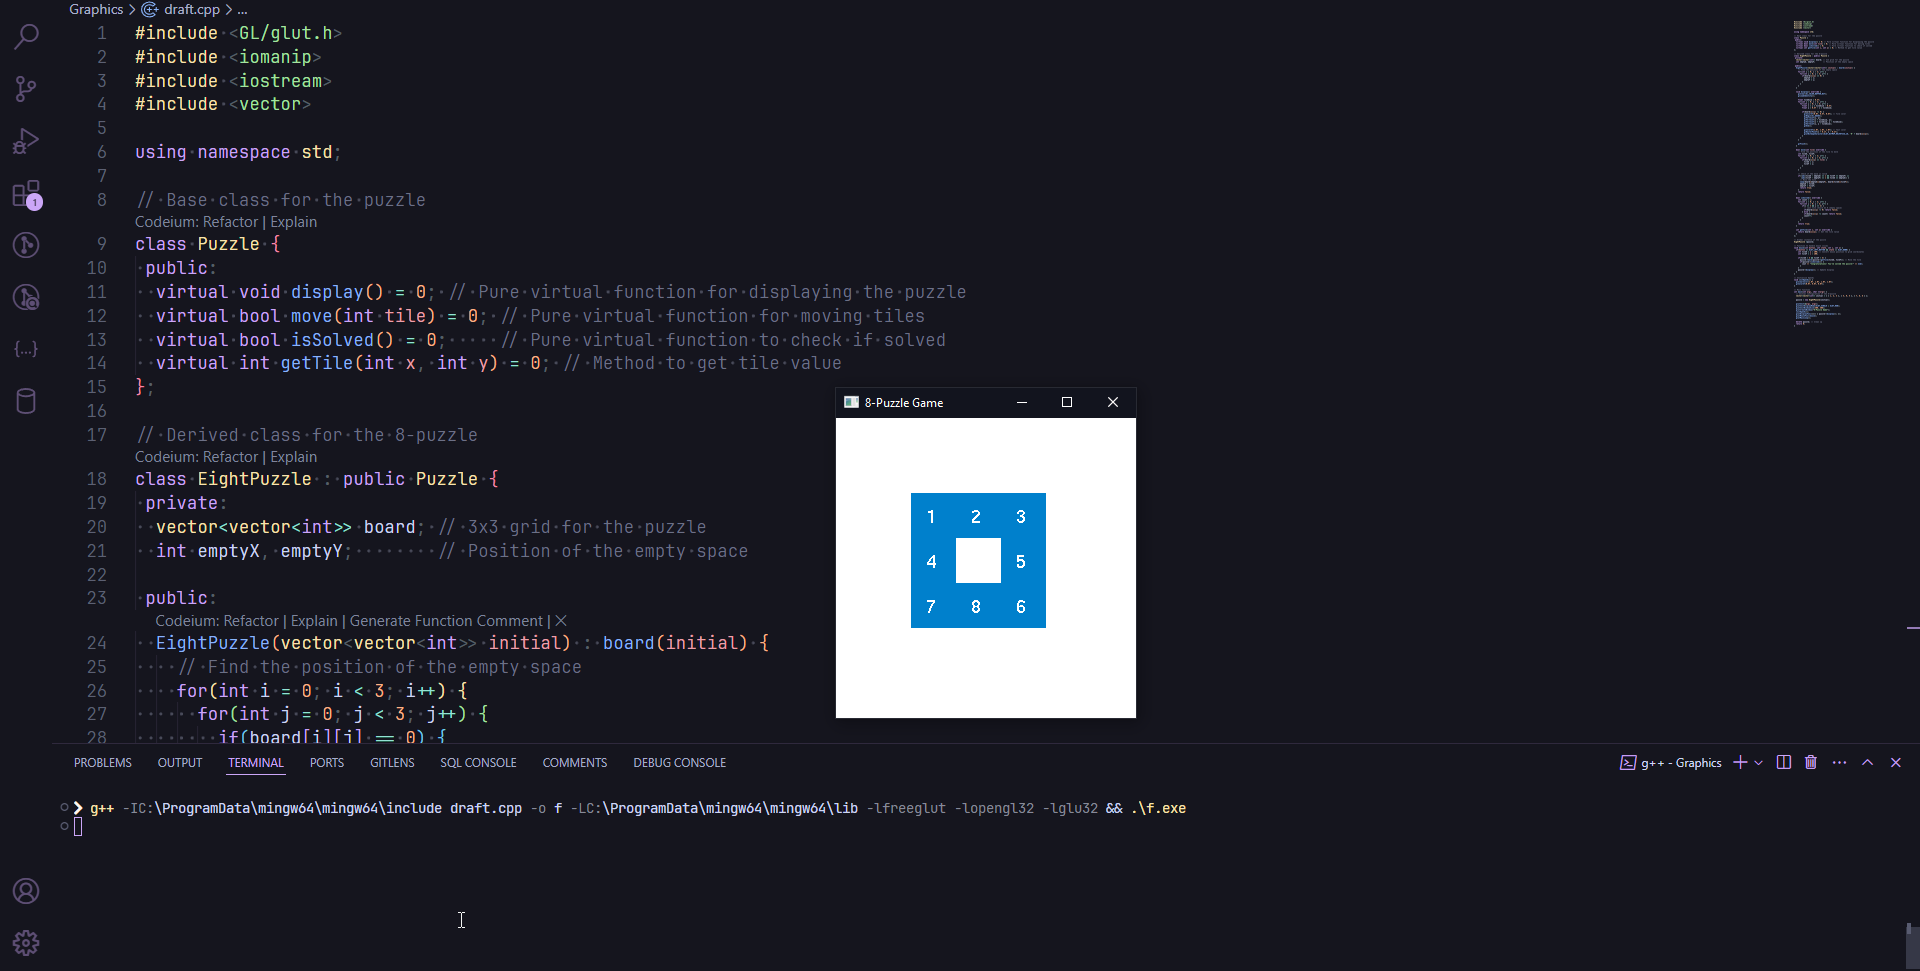 Graphics > draft.cpp > ...
1 #include <GL/glut.h>
2 #include <iomanip>
3 #include <iostream>
4 #include <vector>
5
6 using namespace std;
7
8 // Base class for the puzzle
Codeium: Refactor | Explain
9 class Puzzle {
10 public:
11 virtual void display() = 0; // Pure virtual function for displaying the puzzle
12 virtual bool move(int tile) = 0; // Pure virtual function for moving tiles
13 virtual bool isSolved() = 0; // Pure virtual function to check if solved
14 virtual int getTile(int x, int y) = 0; // Method to get tile value
15 };
16
17 // Derived class for the 8-puzzle
Codeium: Refactor | Explain
18 class EightPuzzle : public Puzzle {
19 private:
20 vector<vector<int>> board; // 3x3 grid for the puzzle
21 int emptyX, emptyY; // Position of the empty space
22
23 public:
Codeium: Refactor | Explain | Generate Function Comment | X
24 EightPuzzle(vector<vector<int>> initial) : board(initial) {
25 // Find the position of the empty space
26 for(int i = 0; i < 3; i++) {
27 for(int j = 0; j < 3; j++) {
28 if(board[i][j] == 0) {
8-Puzzle Game
1 2 3
4 5
7 8 6
1
PROBLEMS OUTPUT TERMINAL PORTS GITLENS SQL CONSOLE COMMENTS DEBUG CONSOLE
g++ - Graphics
g++ -IC:\ProgramData\mingw64\mingw64\include draft.cpp -o f -LC:\ProgramData\mingw64\mingw64\lib -lfreeglut -lopengl32 -lglu32 && .\f.exe